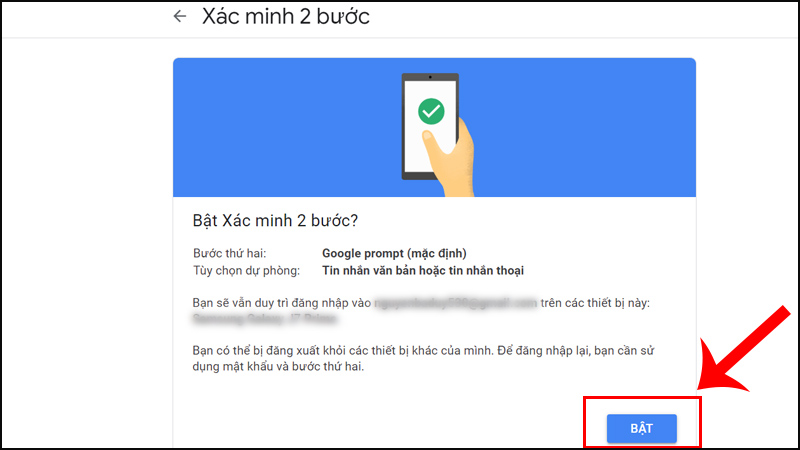 Xác minh 2 bước
Bật Xác minh 2 bước?
Bước thứ hai: Google prompt (mặc định)
Tùy chọn dự phòng: Tin nhắn văn bản hoặc tin nhắn thoại
Bạn sẽ vẫn duy trì đăng nhập vào trên các thiết bị này:
Bạn có thể bị đăng xuất khỏi các thiết bị khác của mình. Để đăng nhập lại, bạn cần sử
dụng mật khẩu và bước thứ hai.
BẬT